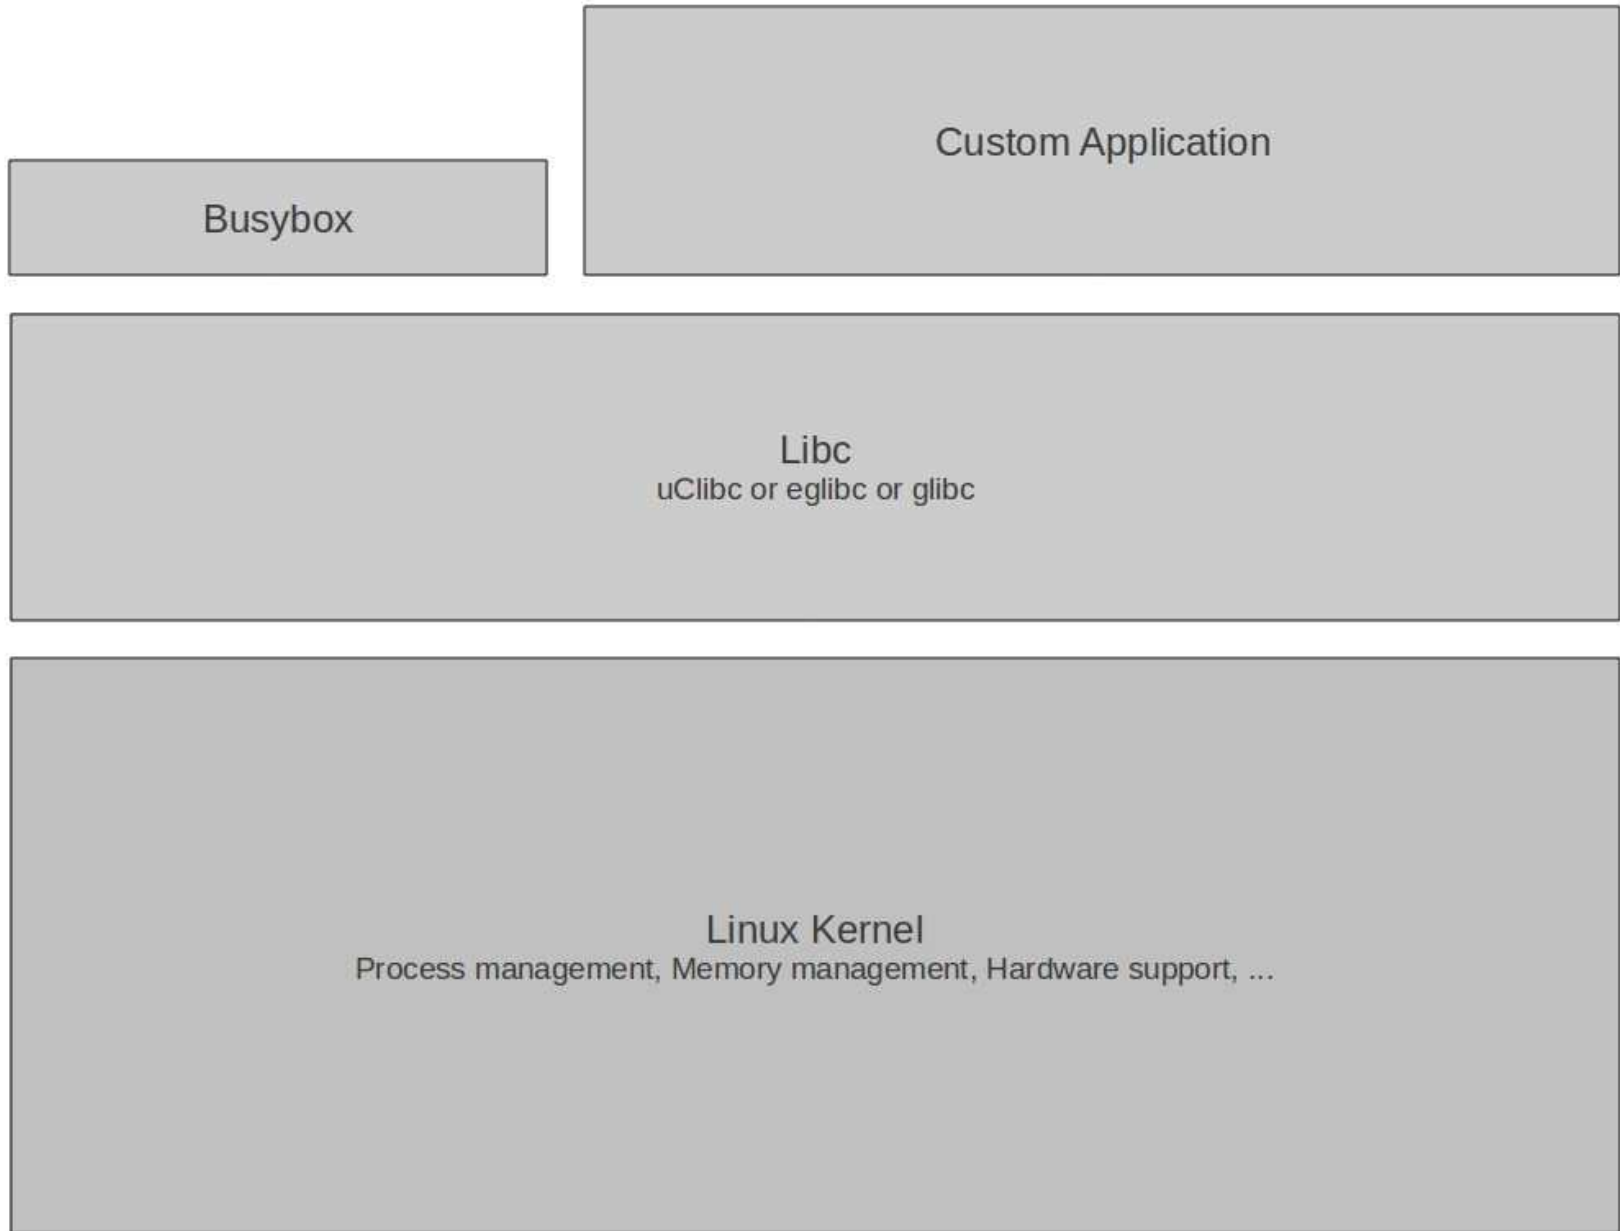 Custom Application
Busybox
Libc
uClibc or eglibc or glibc
Linux Kernel
Process management, Memory management, Hardware support, ...